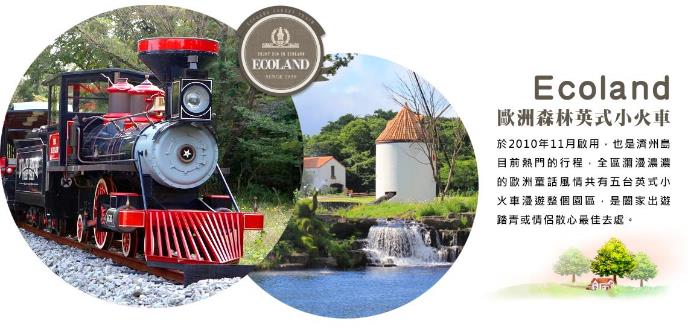 ECOLAND
Ecoland
歐洲森林英式小火車
於2010年11月啟用，也是濟州島
目前熱門的行程，全區瀰漫濃濃
的歐洲童話風情共有五台英式小
火車漫遊整個園區，是闔家出遊
踏青或情侶散心最佳去處。